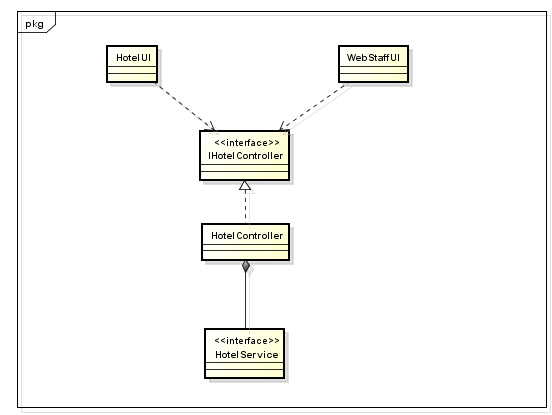 pkg
HotelUI
WebStaffUI
<<interface>>
IHotelController
HotelController
<<interface>>
HotelService